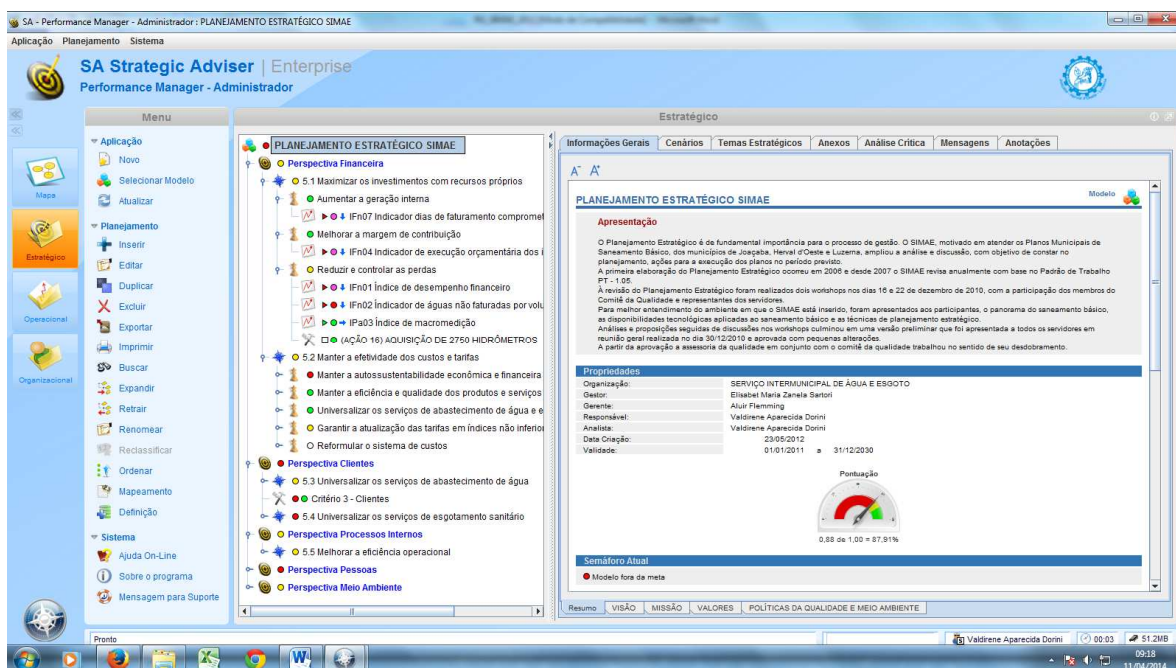 SA - Performance Manager - Administrador : PLANEJAMENTO ESTRATÉGICO SIMAE
Aplicação Planejamento Sistema
SA Strategic Adviser | Enterprise
Performance Manager - Administrador
Menu
Aplicação
Novo
Selecionar Modelo
Atualizar
Planejamento
Inserir
Editar
Duplicar
Excluir
Exportar
Imprimir
Buscar
Expandir
Retrair
Renomear
Reclassificar
Ordenar
Mapeamento
Definição
Sistema
Ajuda On-Line
Sobre o programa
Mensagem para Suporte
Mapa
Estratégico
Operacional
Organizacional
Estratégico
PLANEJAMENTO ESTRATÉGICO SIMAE
Perspectiva Financeira
5.1 Maximizar os investimentos com recursos próprios
Aumentar a geração interna
IFn07 Indicador dias de faturamento compromet
Melhorar a margem de contribuição
IFn04 Indicador de execução orçamentária dos i
Reduzir e controlar as perdas
IFn01 Índice de desempenho financeiro
IFn02 Indicador de águas não faturadas por volu
IPa03 Índice de macromedição
(AÇÃO 16) AQUISIÇÃO DE 2750 HIDRÔMETROS
5.2 Manter a efetividade dos custos e tarifas
Manter a autossustentabilidade econômica e financeira
Manter a eficiência e qualidade dos produtos e serviços
Universalizar os serviços de abastecimento de água e e
Garantir a atualização das tarifas em índices não inferior
Reformular o sistema de custos
Perspectiva Clientes
5.3 Universalizar os serviços de abastecimento de água
Critério 3 - Clientes
5.4 Universalizar os serviços de esgotamento sanitário
Perspectiva Processos Internos
5.5 Melhorar a eficiência operacional
Perspectiva Pessoas
Perspectiva Meio Ambiente
Informações Gerais Cenários Temas Estratégicos Anexos Análise Crítica Mensagens Anotações
A- A+
PLANEJAMENTO ESTRATÉGICO SIMAE Modelo
Apresentação
O Planejamento Estratégico é de fundamental importância para o processo de gestão. O SIMAE, motivado em atender os Planos Municipais de
Saneamento Básico, dos municípios de Joaçaba, Herval d'Oeste e Luzerna, ampliou a análise e discussão, com objetivo de constar no
planejamento, ações para a execução dos planos no período previsto.
A primeira elaboração do Planejamento Estratégico ocorreu em 2006 e desde 2007 o SIMAE revisa anualmente com base no Padrão de Trabalho
PT - 1.05.
À revisão do Planejamento Estratégico foram realizados dois workshops nos dias 16 e 22 de dezembro de 2010, com a participação dos membros do
Comitê da Qualidade e representantes dos servidores.
Para melhor entendimento do ambiente em que o SIMAE está inserido, foram apresentados aos participantes, o panorama do saneamento básico,
as disponibilidades tecnológicas aplicadas ao saneamento básico e as técnicas de planejamento estratégico.
Análises e proposições seguidas de discussões nos workshops culminou em uma versão preliminar que foi apresentada a todos os servidores em
reunião geral realizada no dia 30/12/2010 e aprovada com pequenas alterações.
A partir da aprovação a assessoria da qualidade em conjunto com o comitê da qualidade trabalhou no sentido de seu desdobramento.
Propriedades
Organização: SERVIÇO INTERMUNICIPAL DE ÁGUA E ESGOTO
Gestor: Elisabet Maria Zanela Sartori
Gerente: Aluir Flemming
Responsável: Valdirene Aparecida Dorini
Analista: Valdirene Aparecida Dorini
Data Criação: 23/05/2012
Validade: 01/01/2011 a 31/12/2030
Pontuação
0,88 de 1,00 = 87,91%
Semáforo Atual
Modelo fora da meta
Resumo VISÃO MISSÃO VALORES POLÍTICAS DA QUALIDADE E MEIO AMBIENTE
Pronto
Valdirene Aparecida Dorini 00:03 51.2MB
09:18
11/04/2014